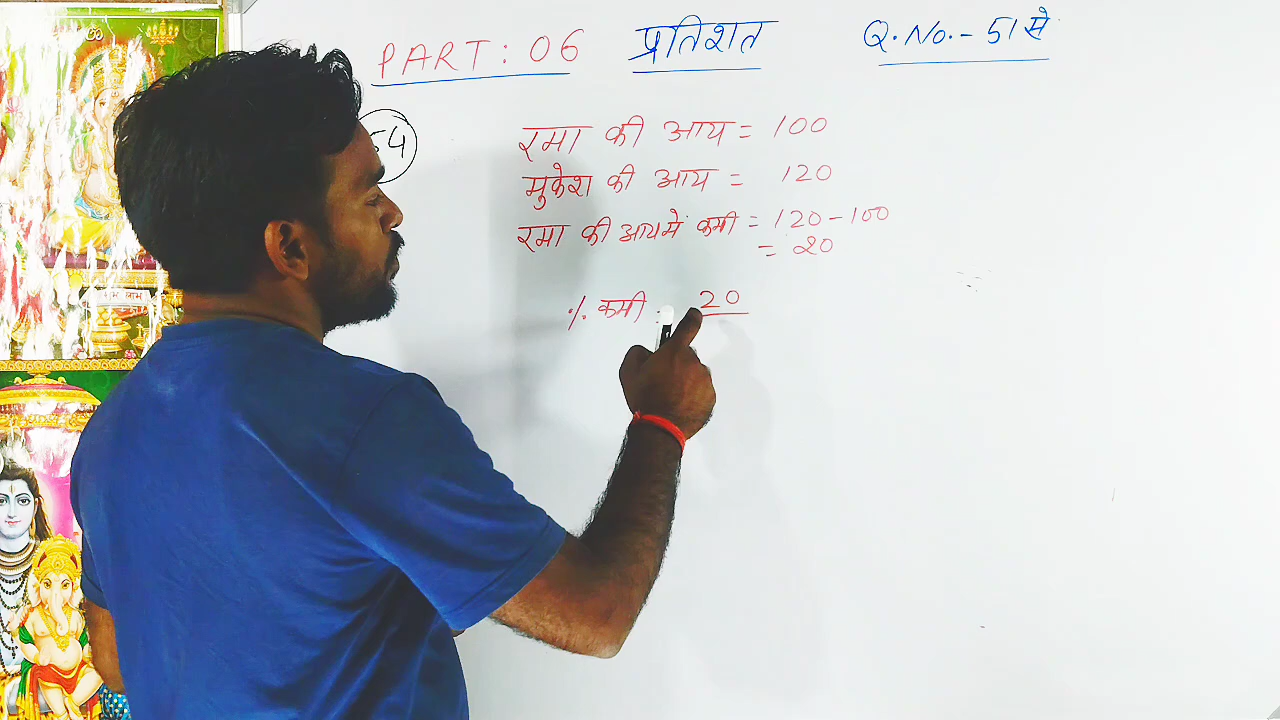 PART : 06 प्रतिशत Q. No. - 51 से
54
रमा की आय = 100
मुकेश की आय = 120
रमा की आय में कमी = 120 - 100
= 20
% कमी 20